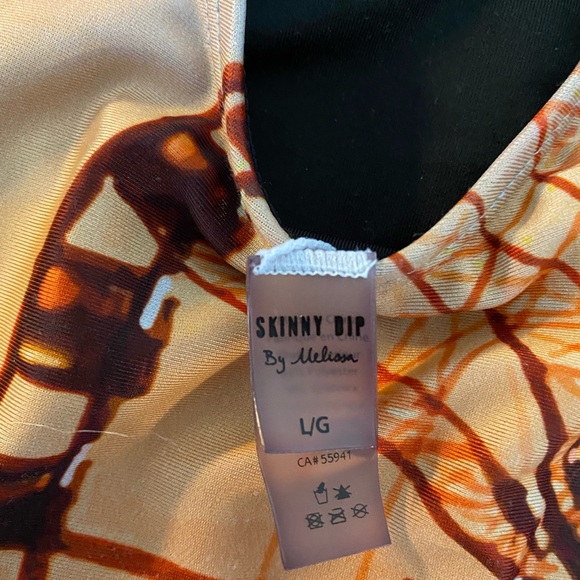 SKINNY DIP
By Melissa
L/G
CA# 55941